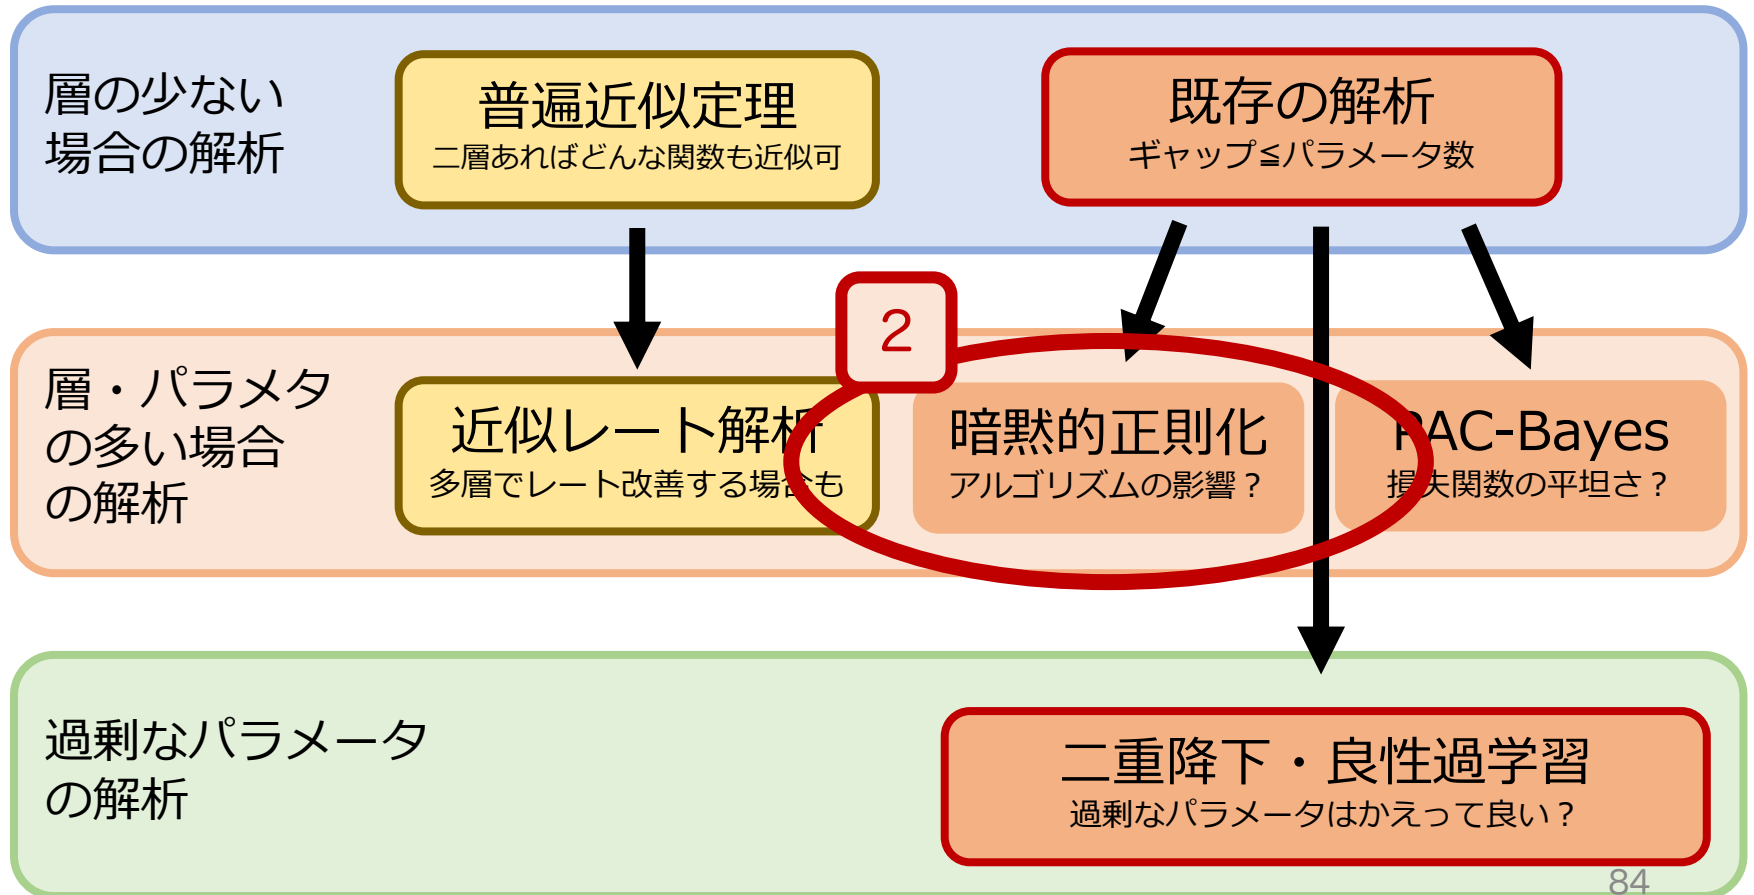 層の少ない
場合の解析
普遍近似定理
二層あればどんな関数も近似可
既存の解析
ギャップ≦パラメータ数
2
層・パラメタ
の多い場合
の解析
近似レート解析
多層でレート改善する場合も
暗黙的正則化
アルゴリズムの影響？
PAC-Bayes
損失関数の平坦さ？
過剰なパラメータ
の解析
二重降下・良性過学習
過剰なパラメータはかえって良い？
84